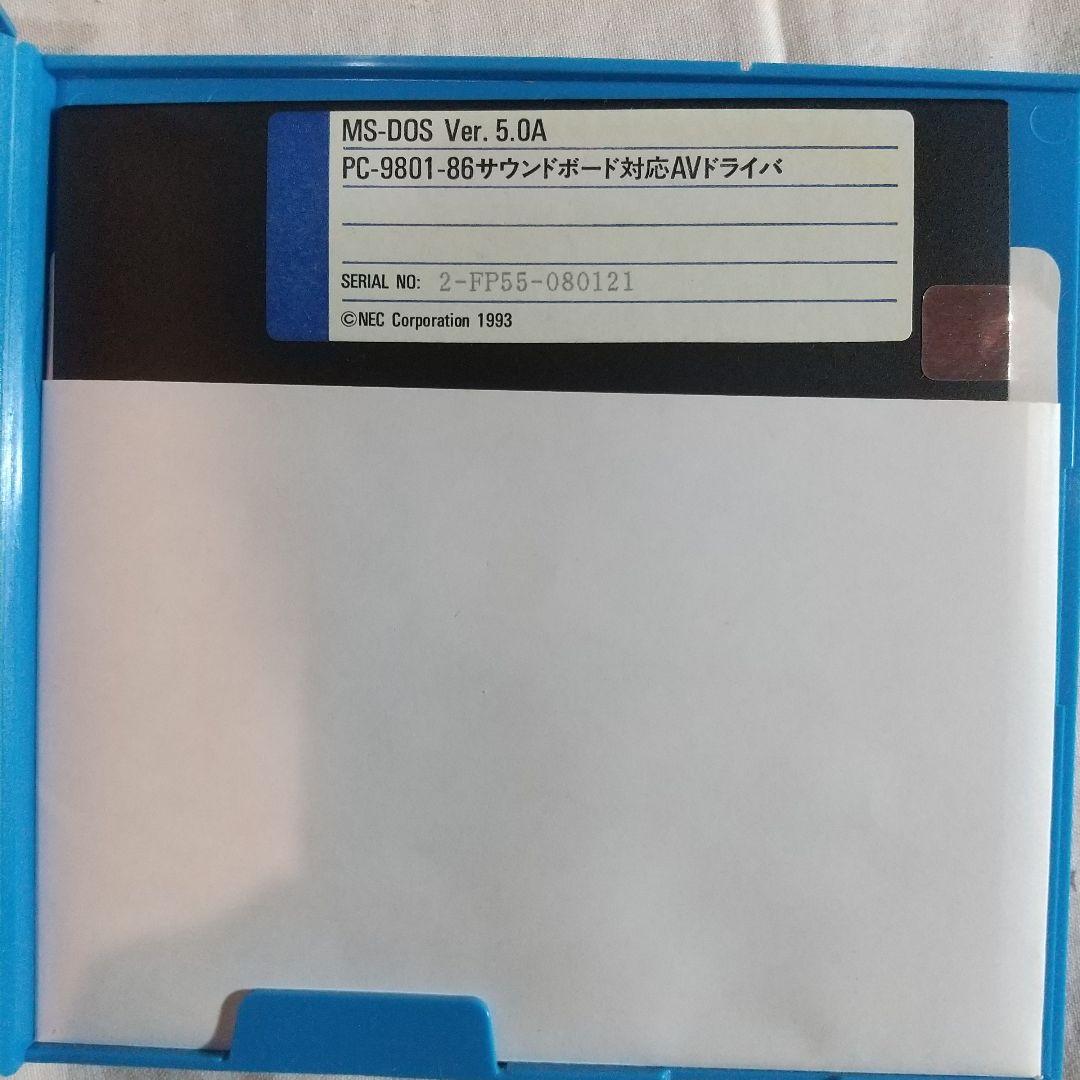 MS-DOS Ver. 5.0A
PC-9801-86サウンドボード対応AVドライバ
SERIAL NO: 2-FP55-080121
©NEC Corporation 1993